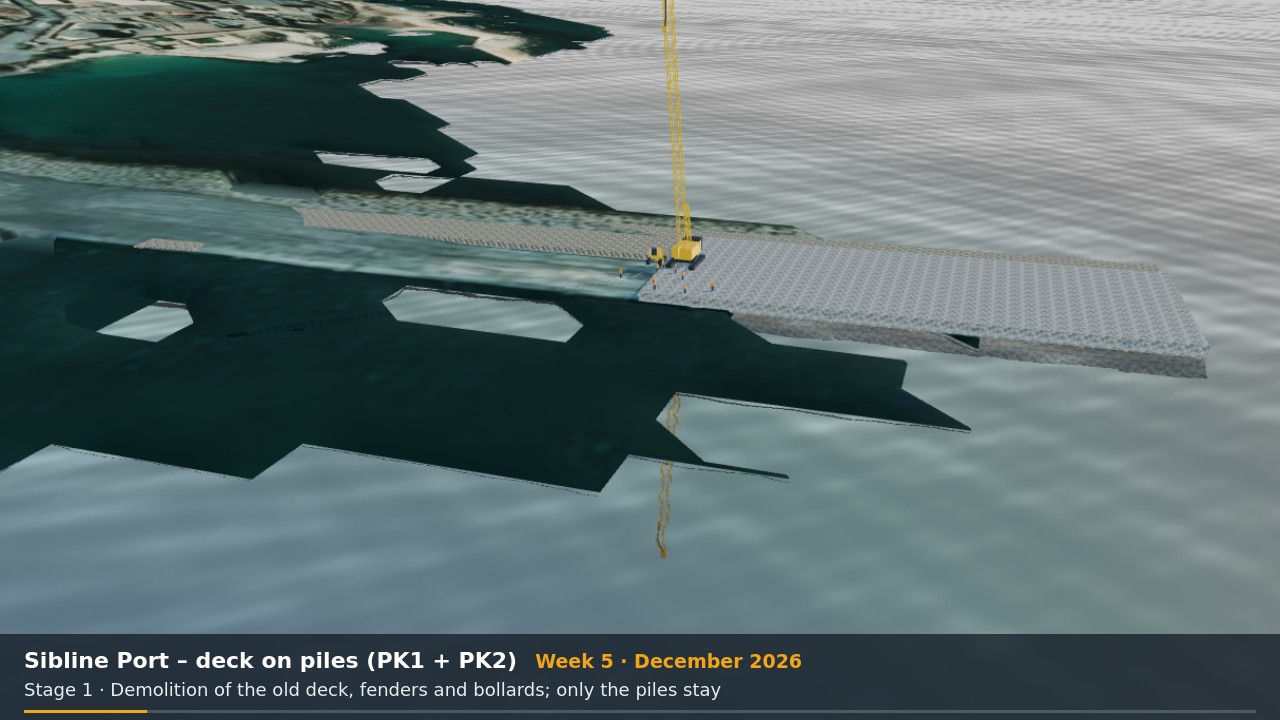 Sibline Port – deck on piles (PK1 + PK2) Week 5 · December 2026
Stage 1 · Demolition of the old deck, fenders and bollards; only the piles stay